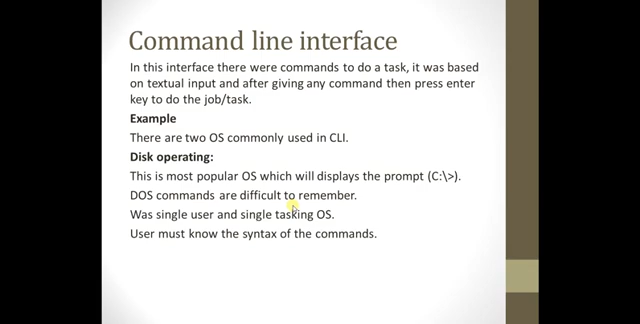 Command line interface
In this interface there were commands to do a task, it was based
on textual input and after giving any command then press enter
key to do the job/task.
Example
There are two OS commonly used in CLI.
Disk operating:
This is most popular OS which will displays the prompt (C:\>).
DOS commands are difficult to remember.
Was single user and single tasking OS.
User must know the syntax of the commands.